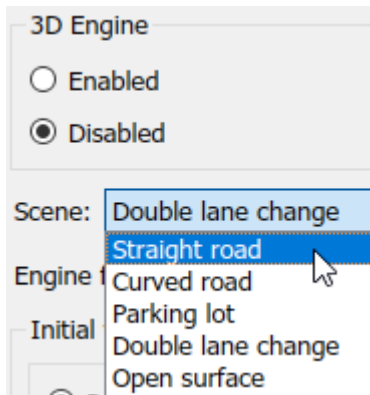 3D Engine
Enabled
Disabled
Scene: Double lane change
Straight road
Engine
Curved road
Parking lot
Initial
Double lane change
Open surface